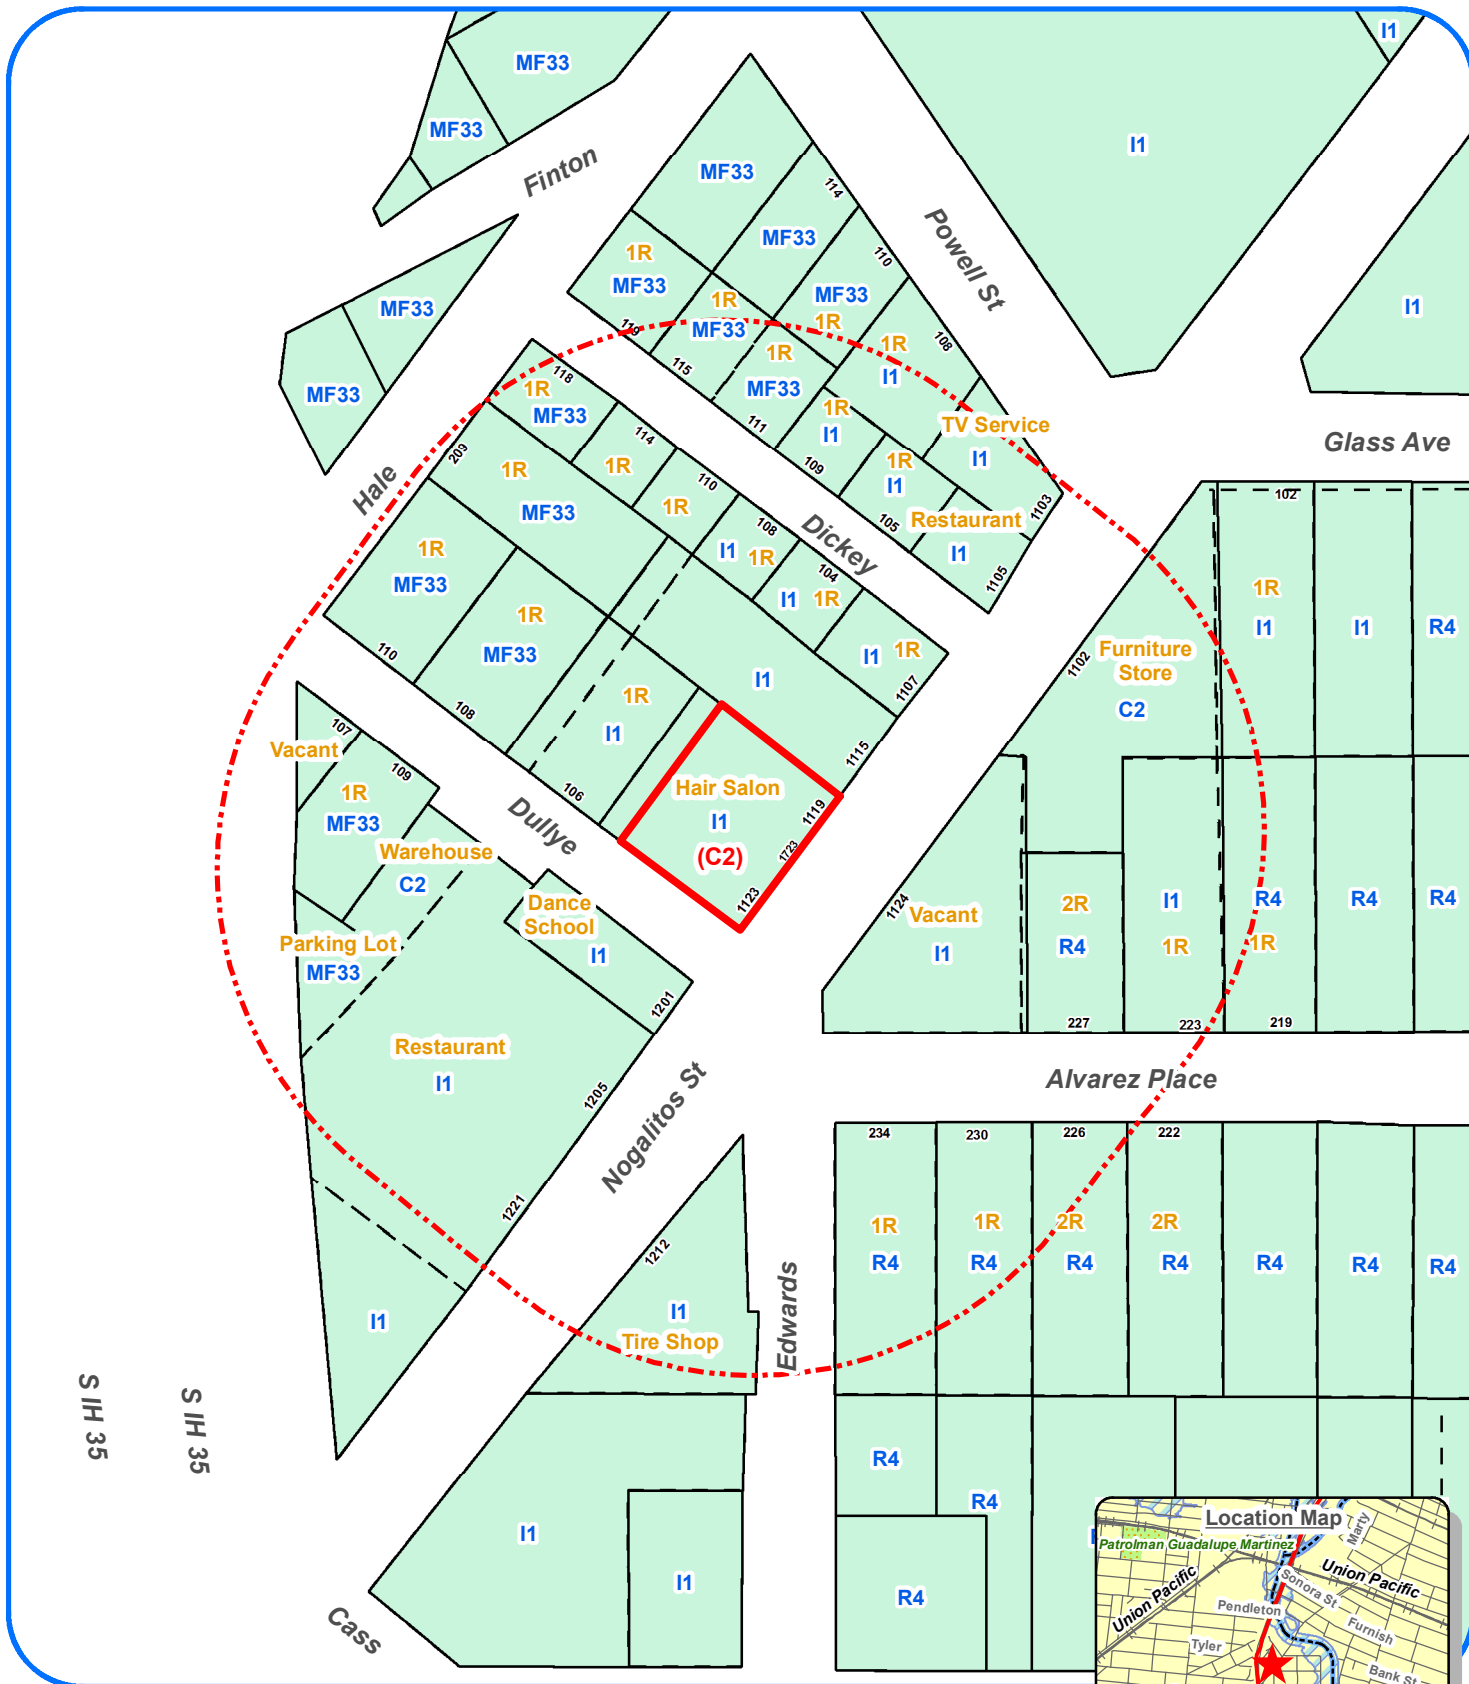 I1
MF33
MF33
I1
Finton
MF33
114
MF33
Powell St
110
1R
MF33
MF33
1R
MF33
1R
MF33
I1
119
1R
108
1R
I1
MF33
115
118
1R
MF33
1R
MF33
MF33
111
1R
I1
TV Service
I1
Glass Ave
114
209
Hale
1R
1R
110
109
1R
I1
1103
102
1R
MF33
105
Restaurant
I1
108
Dickey
I1
1R
104
1105
1R
MF33
I1
1R
1R
MF33
1R
I1
I1
R4
110
I1
1R
1102
Furniture
Store
C2
1107
I1
1R
I1
108
107
Vacant
1115
109
1R
MF33
106
Hair Salon
I1
(C2)
1119
1723
1123
Dullye
Warehouse
C2
Dance
School
I1
1124
Vacant
I1
2R
R4
I1
1R
R4
1R
R4
R4
Parking Lot
MF33
1201
227
223
219
Restaurant
I1
1205
Nogalitos St
Alvarez Place
1221
234
230
226
222
1R
R4
1R
R4
2R
R4
2R
R4
R4
R4
R4
1212
I1
Tire Shop
Edwards
I1
S IH 35
S IH 35
R4
R4
I1
I1
R4
Cass
Location Map
Marty
Patrolman Guadalupe Martinez
Union Pacific
Union Pacific
Sonora St
Pendleton
Furnish
Tyler
Bank St